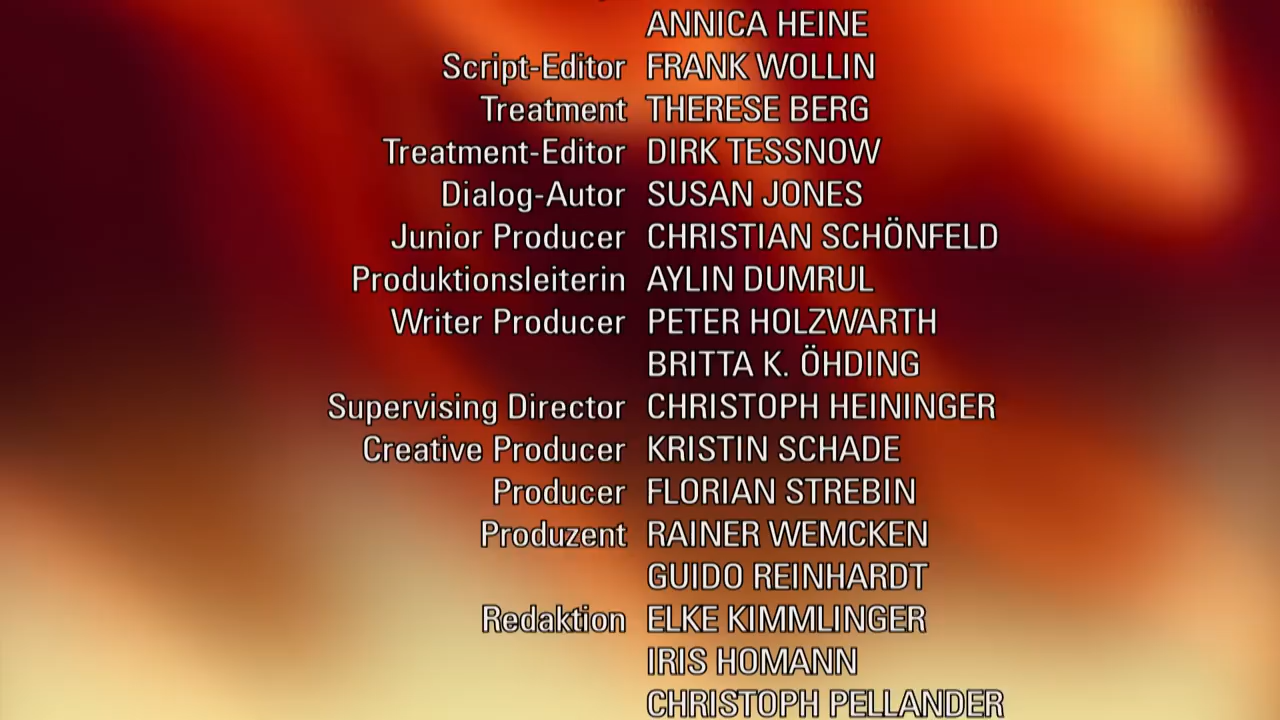 ANNICA HEINE
Script-Editor FRANK WOLLIN
Treatment THERESE BERG
Treatment-Editor DIRK TESSNOW
Dialog-Autor SUSAN JONES
Junior Producer CHRISTIAN SCHÖNFELD
Produktionsleiterin AYLIN DUMRUL
Writer Producer PETER HOLZWARTH
BRITTA K. ÖHDING
Supervising Director CHRISTOPH HEININGER
Creative Producer KRISTIN SCHADE
Producer FLORIAN STREBIN
Produzent RAINER WEMCKEN
GUIDO REINHARDT
Redaktion ELKE KIMMLINGER
IRIS HOMANN
CHRISTOPH PELLANDER